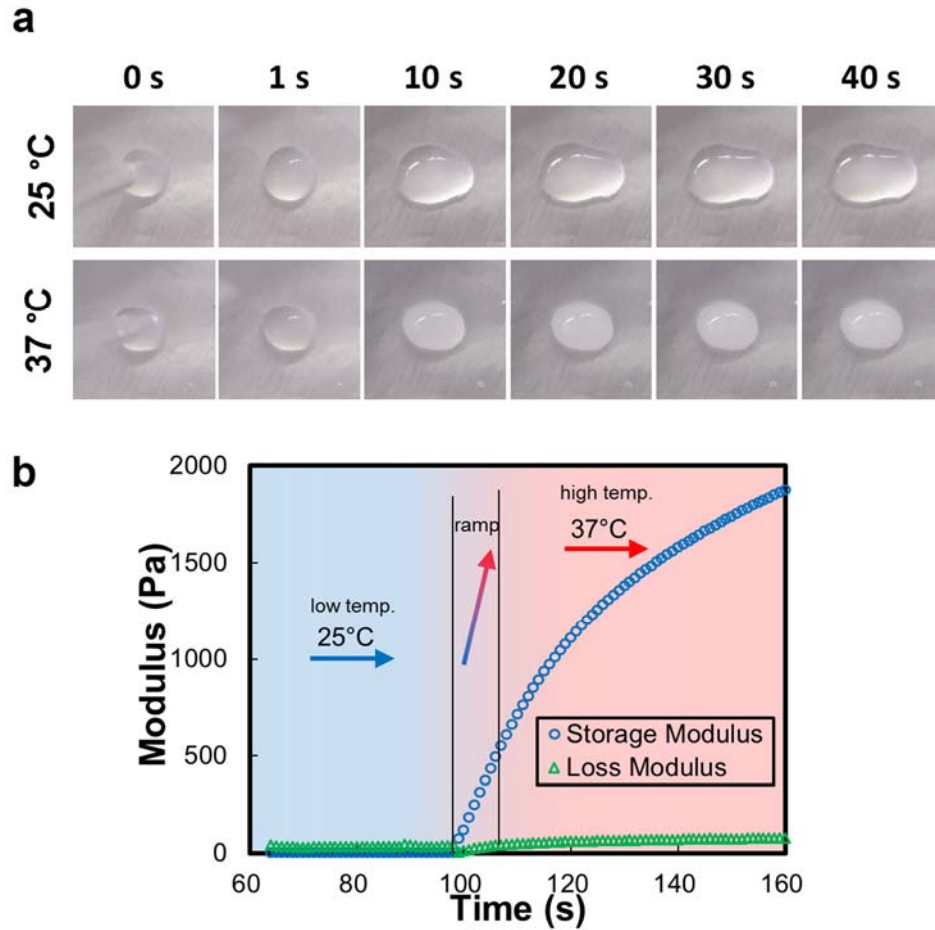 a
0 s 1 s 10 s 20 s 30 s 40 s
25 °C
37 °C
b
2000
1500
1000
500
0
Modulus (Pa)
low temp.
25°C
ramp
high temp.
37°C
Storage Modulus
Loss Modulus
60 80 100 120 140 160
Time (s)